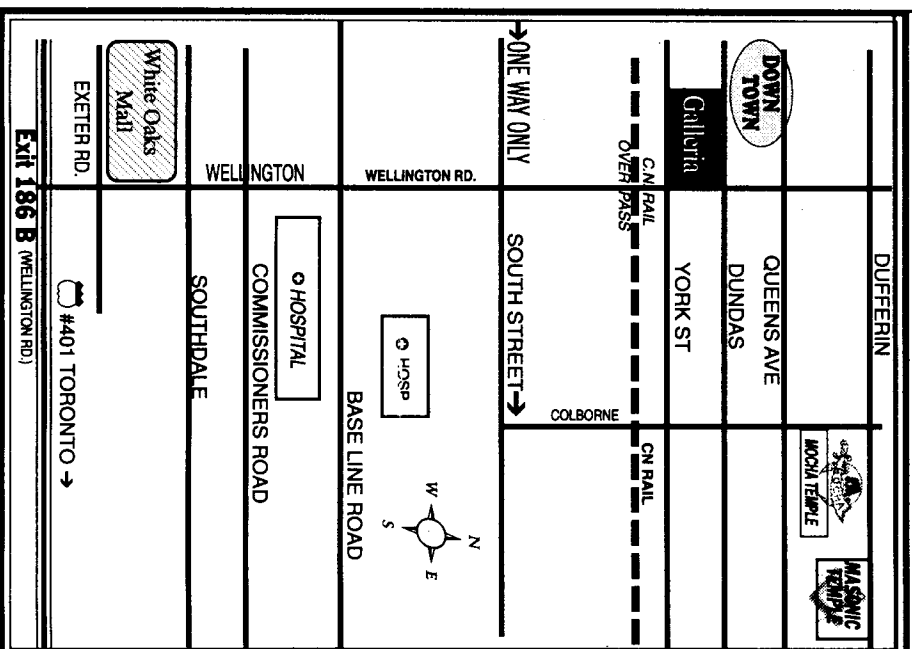 DUFFERIN
DOWN
TOWN
QUEENS AVE
DUNDAS
Galleria
YORK ST
C.N. RAIL
OVER PASS
CN RAIL
MOCHA TEMPLE
MASONIC
TEMPLE
COLBORNE
ONE WAY ONLY
SOUTH STREET
WELLINGTON RD.
HOSP
N
W
E
S
BASE LINE ROAD
HOSPITAL
COMMISSIONERS ROAD
WELLINGTON
SOUTHDALE
White Oaks
Mall
EXETER RD.
#401 TORONTO →
Exit 186 B (WELLINGTON RD.)